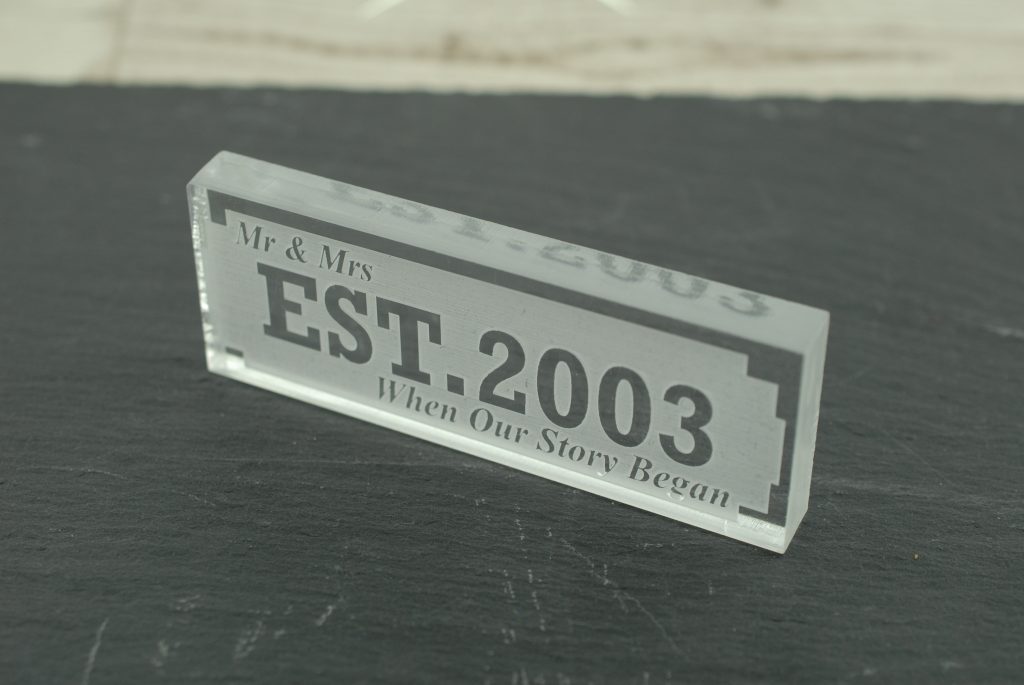 Mr & Mrs
EST.2003
When Our Story Began